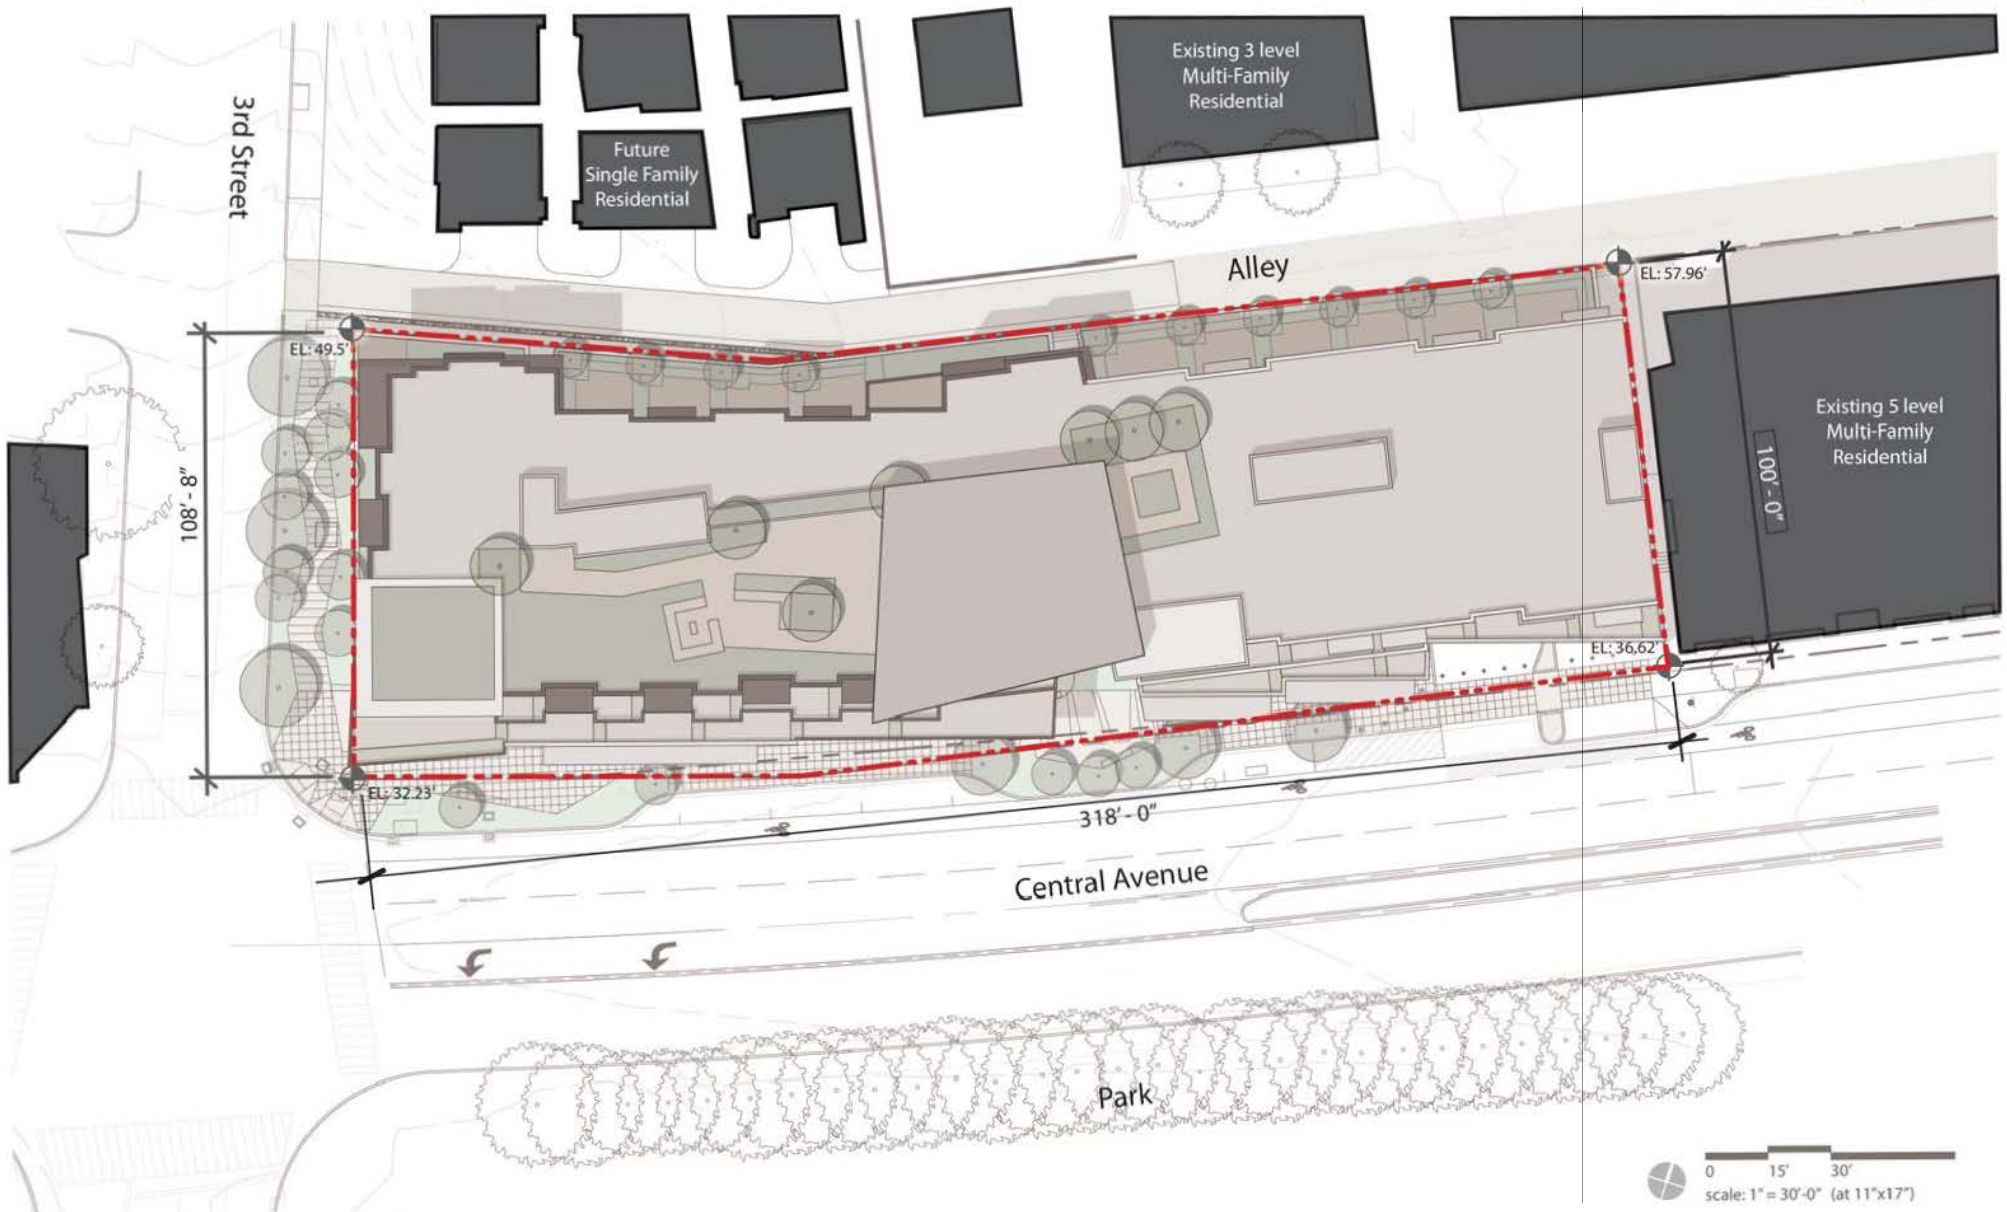 Existing 3 level
Multi-Family
Residential
3rd Street
Future
Single Family
Residential
Alley
EL: 57.96'
EL: 49.5'
Existing 5 level
Multi-Family
Residential
100' - 0"
108' - 8"
EL: 36.62'
EL: 32.23'
318' - 0"
Central Avenue
Park
0 15' 30'
scale: 1" = 30'-0" (at 11"x17")